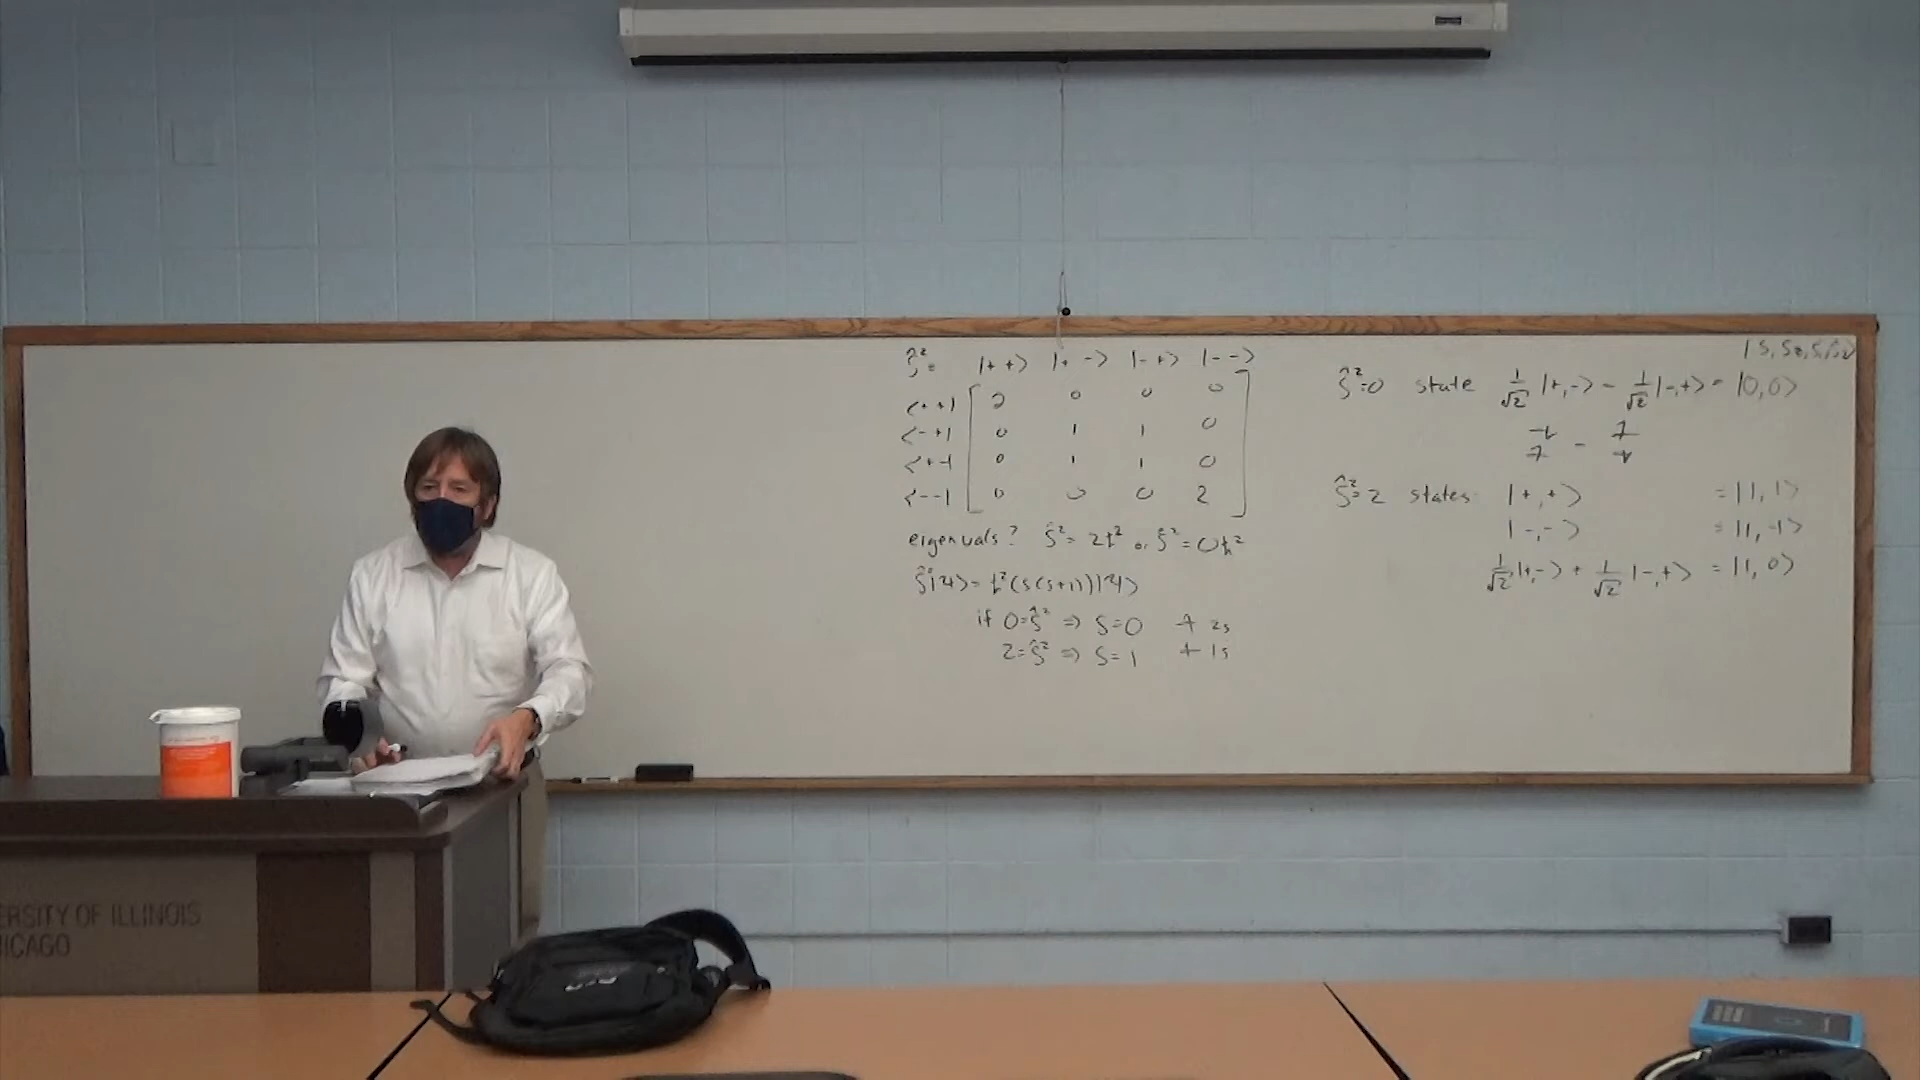 Ŝ² = |+ +⟩ |+ -⟩ |- +⟩ |- -⟩
⟨+ +| 2 0 0 0
⟨- +| 0 1 1 0
⟨+ -| 0 1 1 0
⟨- -| 0 0 0 2
eigenvals? Ŝ² = 2ħ² or Ŝ² = 0ħ²
Ŝ²|ψ⟩ = ħ²(s(s+1))|ψ⟩
if 0=Ŝ² ⇒ S=0
2=Ŝ² ⇒ S=1
Ŝ²=0 state 1/√2 |+,-⟩ - 1/√2 |-,+⟩ = |0,0⟩
Ŝ²=2 states |+,+⟩ = |1,1⟩
|-,-⟩ = |1,-1⟩
1/√2 |+,-⟩ + 1/√2 |-,+⟩ = |1,0⟩
ERSITY OF ILLINOIS
ICAGO